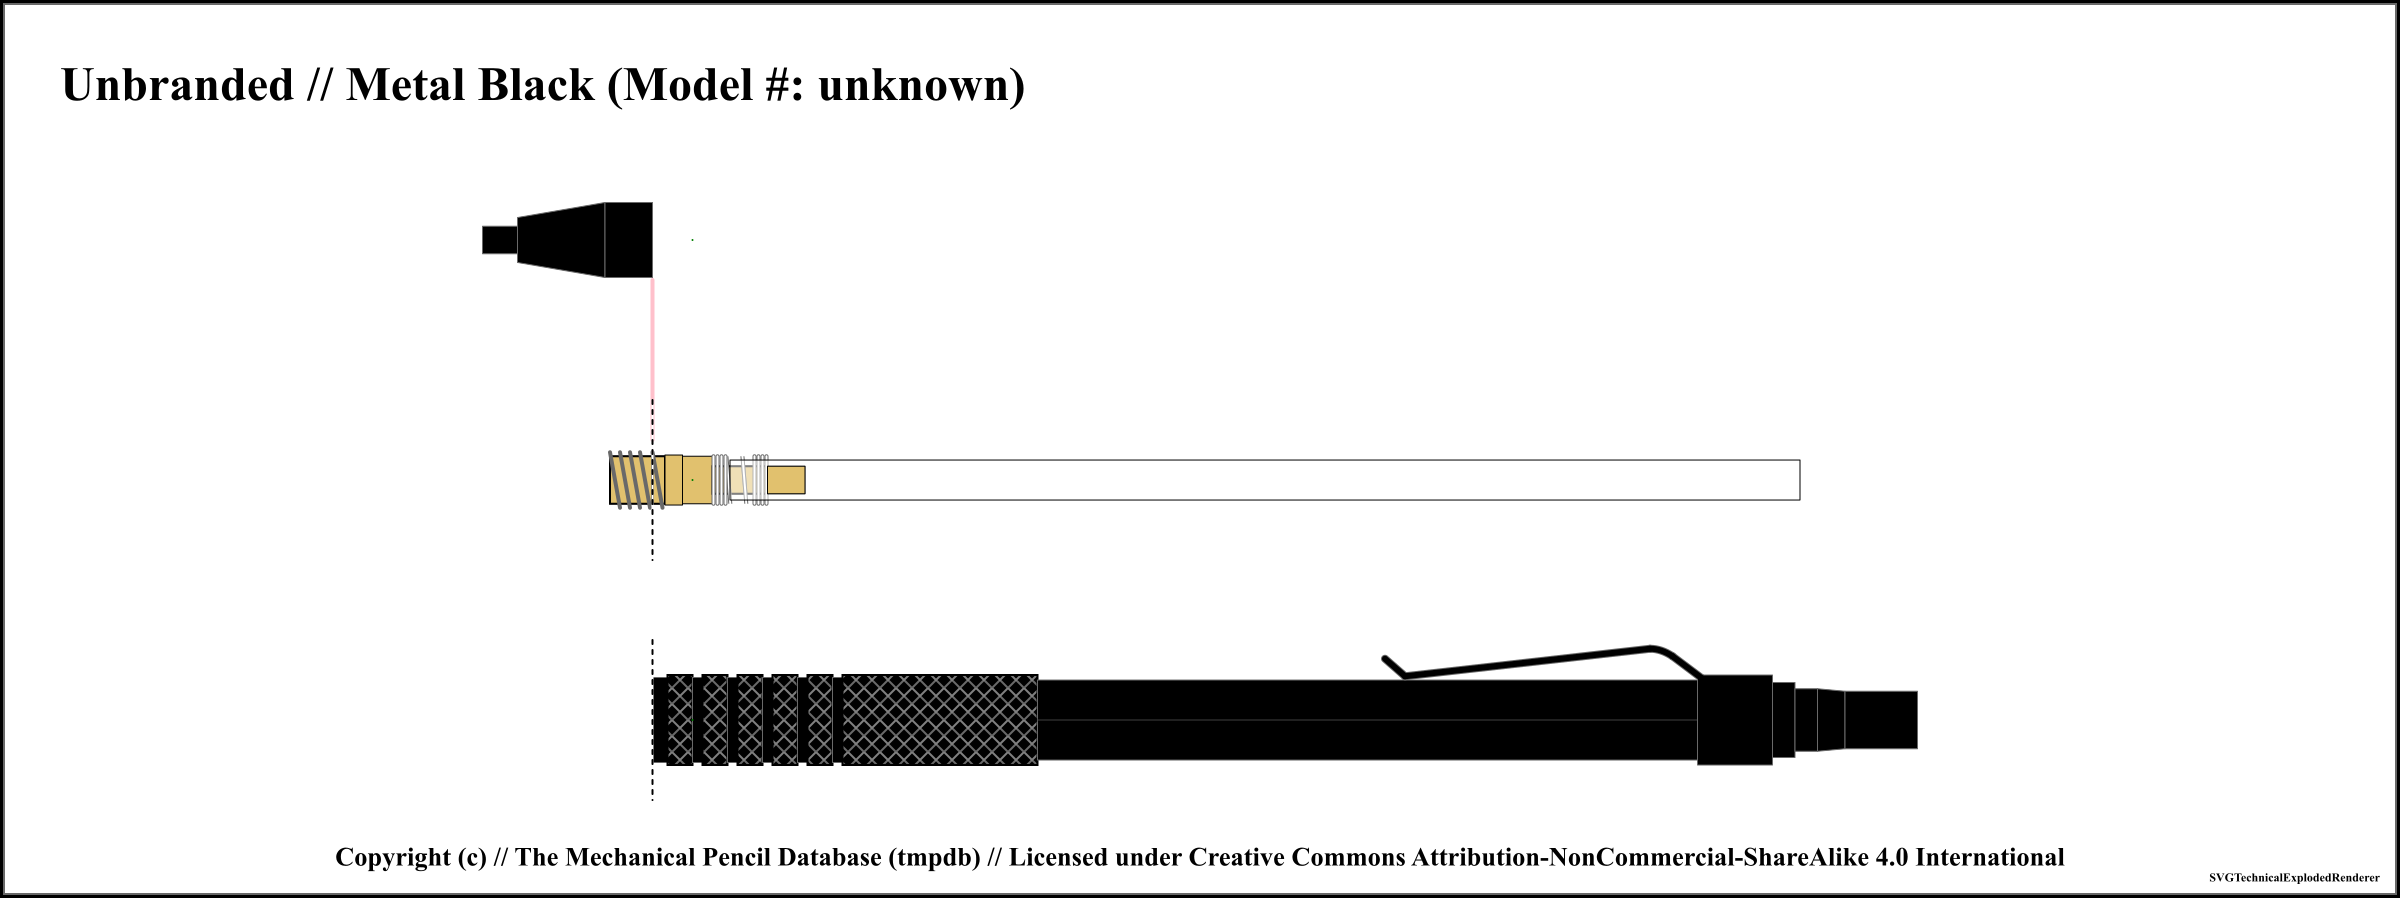 Unbranded // Metal Black (Model #: unknown)
Copyright (c) // The Mechanical Pencil Database (tmpdb) // Licensed under Creative Commons Attribution-NonCommercial-ShareAlike 4.0 International
SVGTechnicalExplodedRenderer